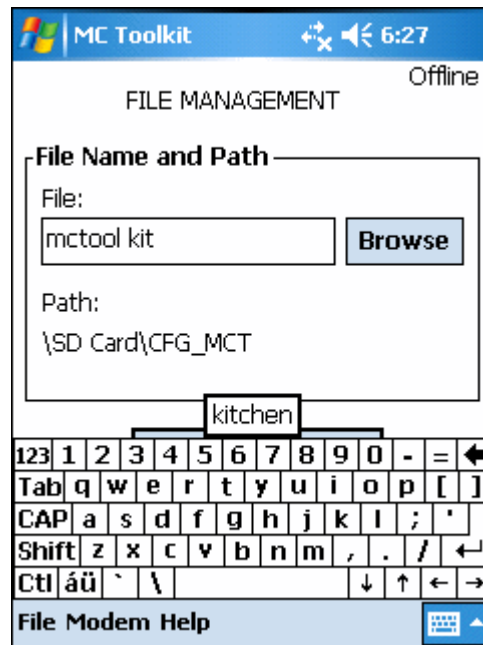 MC Toolkit 6:27
Offline
FILE MANAGEMENT
File Name and Path
File:
mctool kit Browse
Path:
\SD Card\CFG_MCT
kitchen
123 1 2 3 4 5 6 7 8 9 0 - =
Tab q w e r t y u i o p [ ]
CAP a s d f g h j k l ; '
Shift z x c v b n m , . /
Ctl áü ` \
File Modem Help